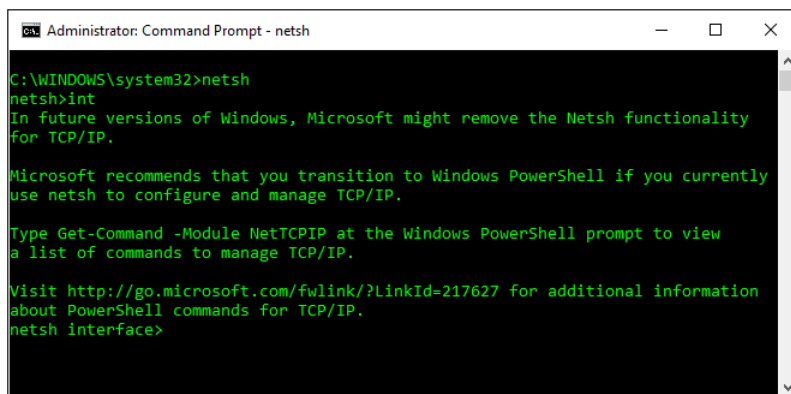 Administrator: Command Prompt - netsh
C:\WINDOWS\system32>netsh
netsh>int
In future versions of Windows, Microsoft might remove the Netsh functionality
for TCP/IP.
Microsoft recommends that you transition to Windows PowerShell if you currently
use netsh to configure and manage TCP/IP.
Type Get-Command -Module NetTCPIP at the Windows PowerShell prompt to view
a list of commands to manage TCP/IP.
Visit http://go.microsoft.com/fwlink/?LinkId=217627 for additional information
about PowerShell commands for TCP/IP.
netsh interface>